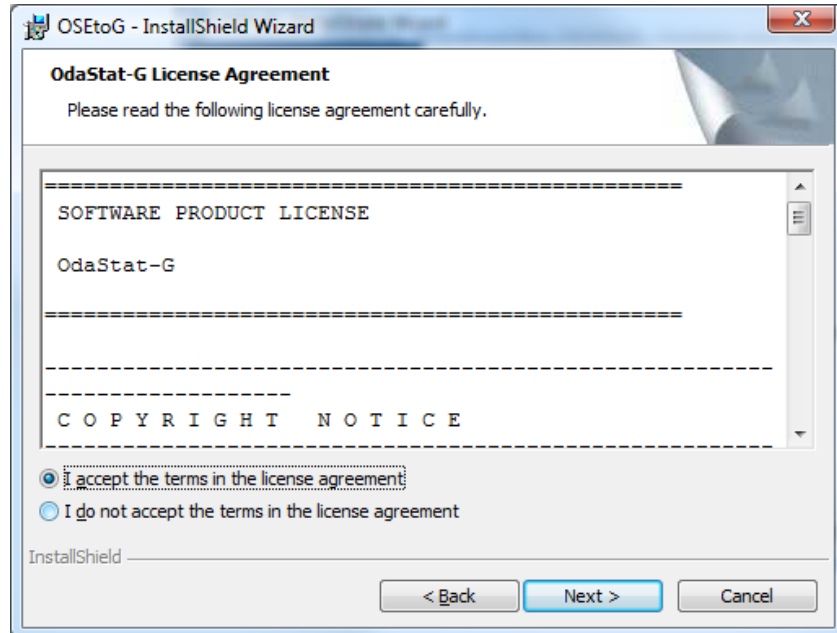 OSEtoG - InstallShield Wizard
OdaStat-G License Agreement
Please read the following license agreement carefully.
=================================================
SOFTWARE PRODUCT LICENSE
OdaStat-G
=================================================
--------------------------------------------------------
-------------------
C O P Y R I G H T   N O T I C E
--------------------------------------------------------
I accept the terms in the license agreement
I do not accept the terms in the license agreement
InstallShield
< Back
Next >
Cancel